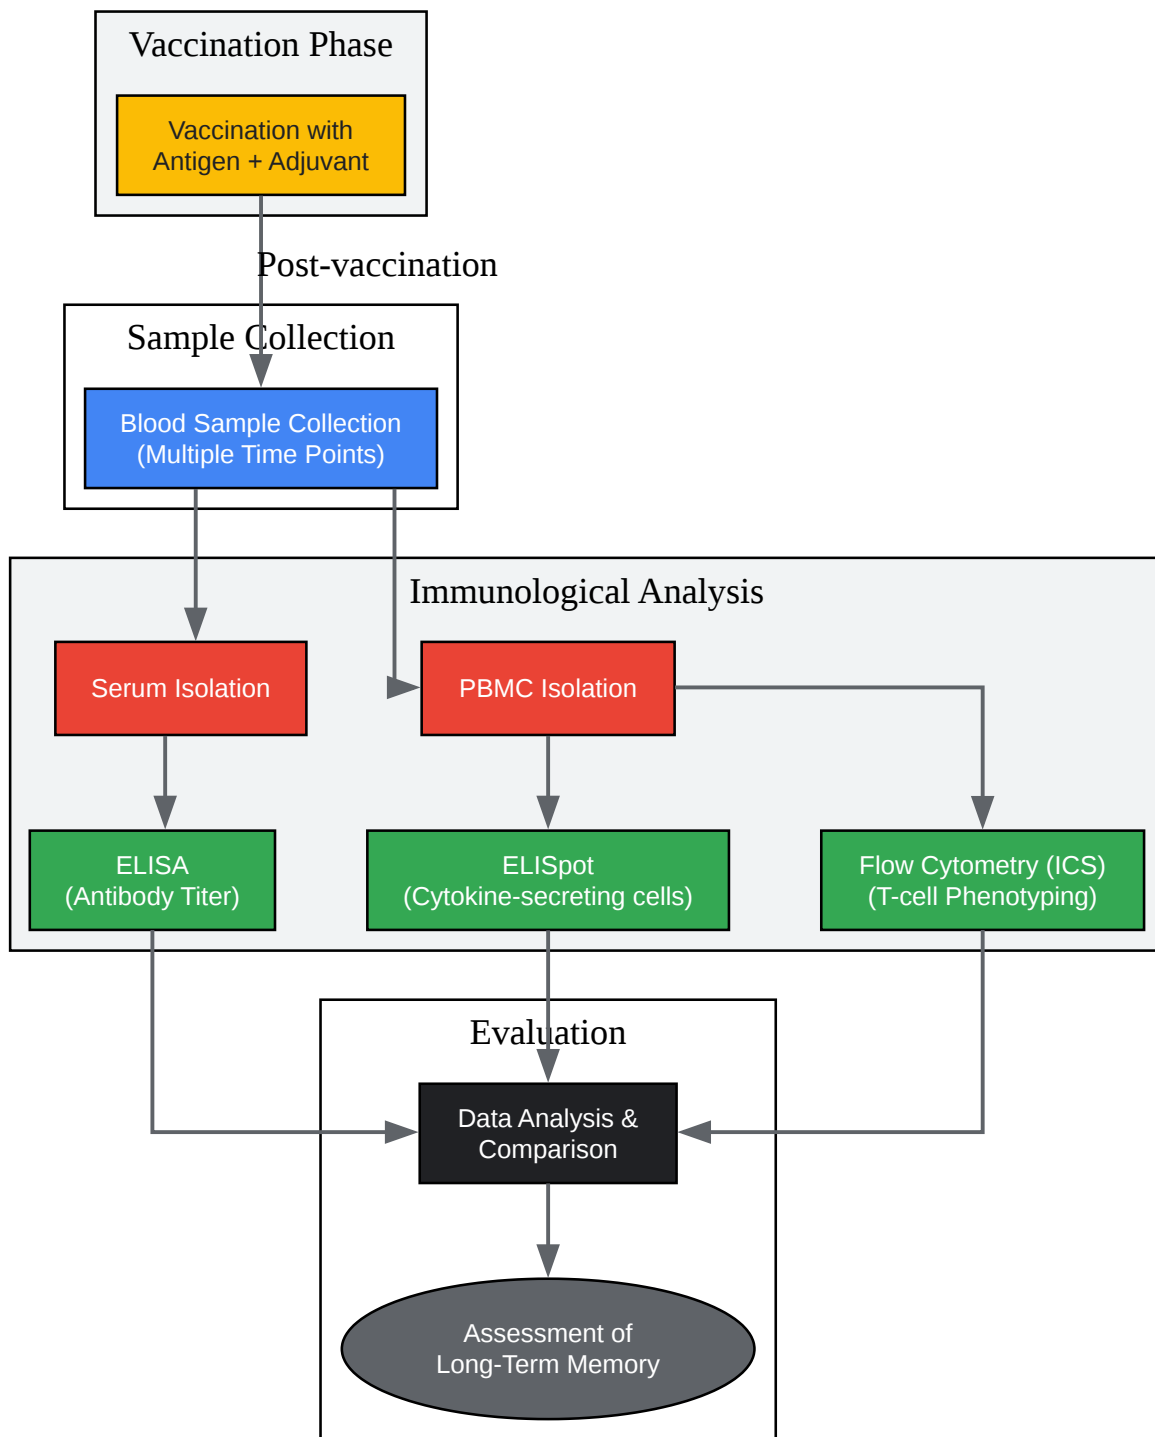 Vaccination Phase
Vaccination with
Antigen + Adjuvant
Post-vaccination
Sample Collection
Blood Sample Collection
(Multiple Time Points)
Immunological Analysis
Serum Isolation
PBMC Isolation
ELISA
(Antibody Titer)
ELISpot
(Cytokine-secreting cells)
Flow Cytometry (ICS)
(T-cell Phenotyping)
Evaluation
Data Analysis &
Comparison
Assessment of
Long-Term Memory